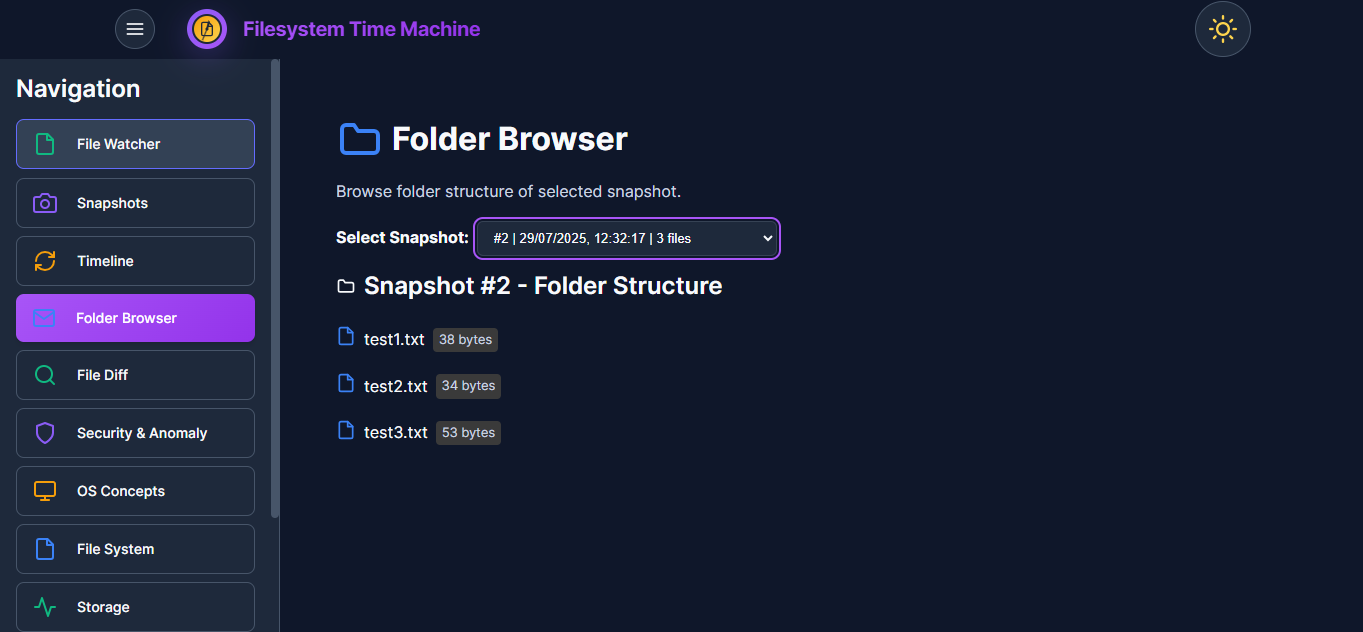 Filesystem Time Machine
Navigation
File Watcher
Snapshots
Timeline
Folder Browser
File Diff
Security & Anomaly
OS Concepts
File System
Storage
Folder Browser
Browse folder structure of selected snapshot.
Select Snapshot: #2 | 29/07/2025, 12:32:17 | 3 files
Snapshot #2 - Folder Structure
test1.txt 38 bytes
test2.txt 34 bytes
test3.txt 53 bytes